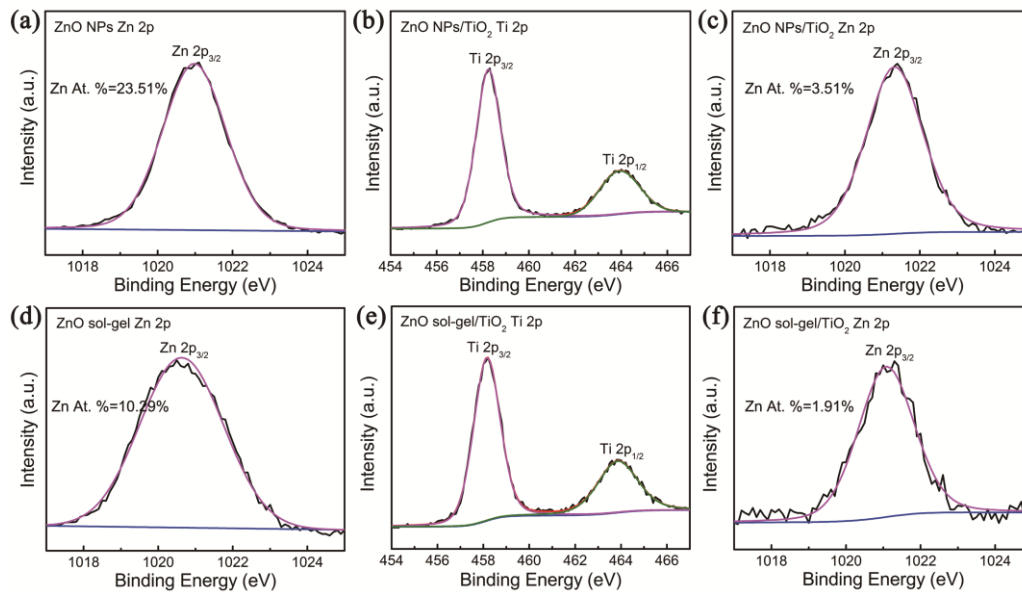 (a)
ZnO NPs Zn 2p
Zn 2p3/2
Zn At. %=23.51%
Intensity (a.u.)
1018 1020 1022 1024
Binding Energy (eV)
(b)
ZnO NPs/TiO2 Ti 2p
Ti 2p3/2
Ti 2p1/2
Intensity (a.u.)
454 456 458 460 462 464 466
Binding Energy (eV)
(c)
ZnO NPs/TiO2 Zn 2p
Zn 2p3/2
Zn At. %=3.51%
Intensity (a.u.)
1018 1020 1022 1024
Binding Energy (eV)
(d)
ZnO sol-gel Zn 2p
Zn 2p3/2
Zn At. %=10.29%
Intensity (a.u.)
1018 1020 1022 1024
Binding Energy (eV)
(e)
ZnO sol-gel/TiO2 Ti 2p
Ti 2p3/2
Ti 2p1/2
Intensity (a.u.)
454 456 458 460 462 464 466
Binding Energy (eV)
(f)
ZnO sol-gel/TiO2 Zn 2p
Zn 2p3/2
Zn At. %=1.91%
Intensity (a.u.)
1018 1020 1022 1024
Binding Energy (eV)